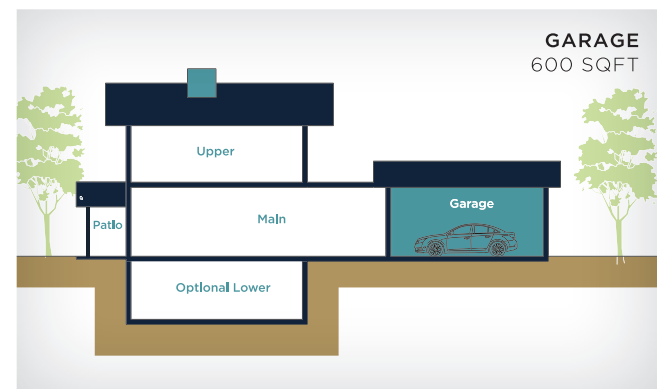 GARAGE
600 SQFT
Upper
Patio
Main
Garage
Optional Lower